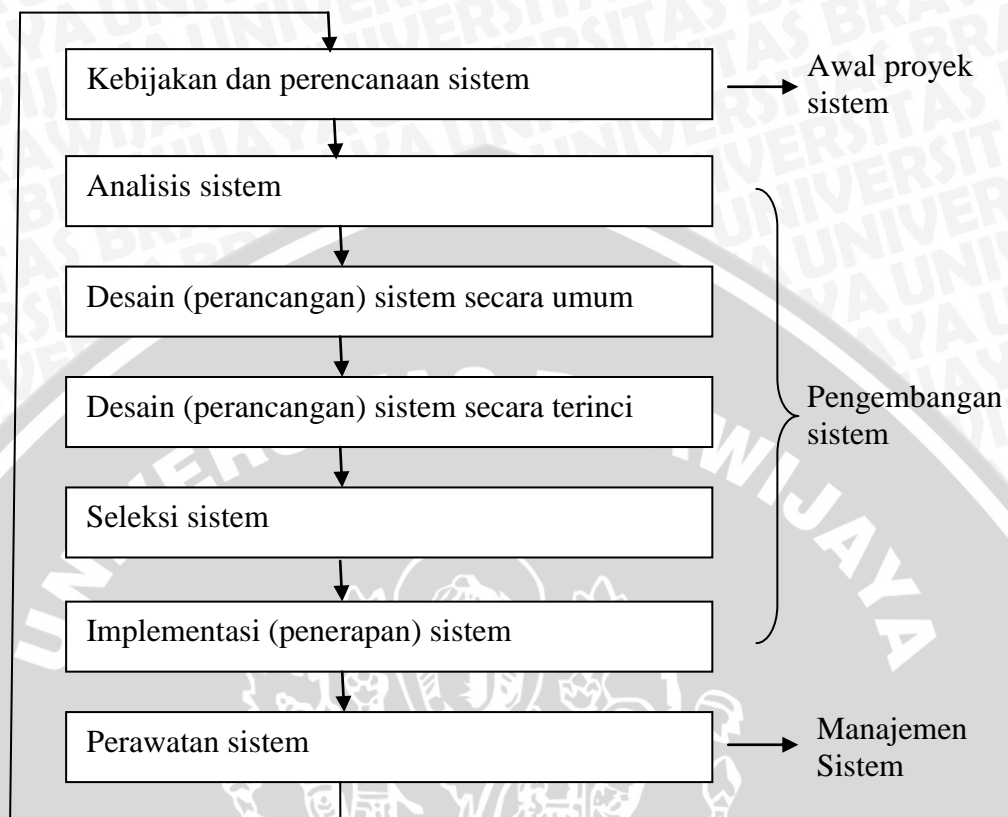 Kebijakan dan perencanaan sistem
Awal proyek
sistem
Analisis sistem
Desain (perancangan) sistem secara umum
Desain (perancangan) sistem secara terinci
Pengembangan
sistem
Seleksi sistem
Implementasi (penerapan) sistem
Perawatan sistem
Manajemen
Sistem